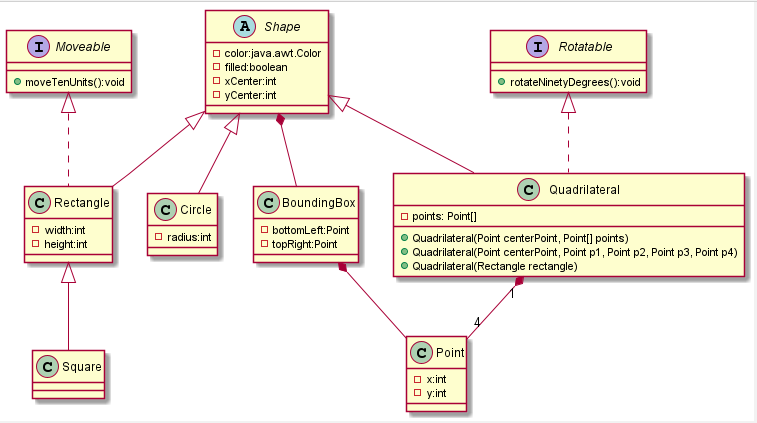 A Shape
color:java.awt.Color
filled:boolean
xCenter:int
yCenter:int
I Moveable
moveTenUnits():void
I Rotatable
rotateNinetyDegrees():void
C Rectangle
width:int
height:int
C Circle
radius:int
C BoundingBox
bottomLeft:Point
topRight:Point
C Quadrilateral
points: Point[]
Quadrilateral(Point centerPoint, Point[] points)
Quadrilateral(Point centerPoint, Point p1, Point p2, Point p3, Point p4)
Quadrilateral(Rectangle rectangle)
1
4
C Square
C Point
x:int
y:int